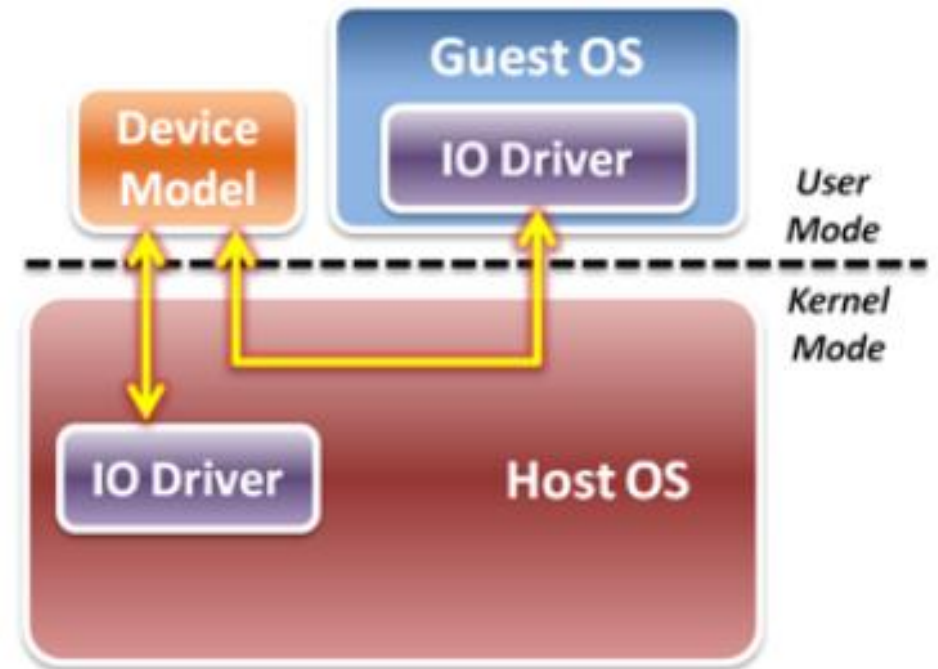 Guest OS
IO Driver
Device
Model
User
Mode
Kernel
Mode
IO Driver
Host OS